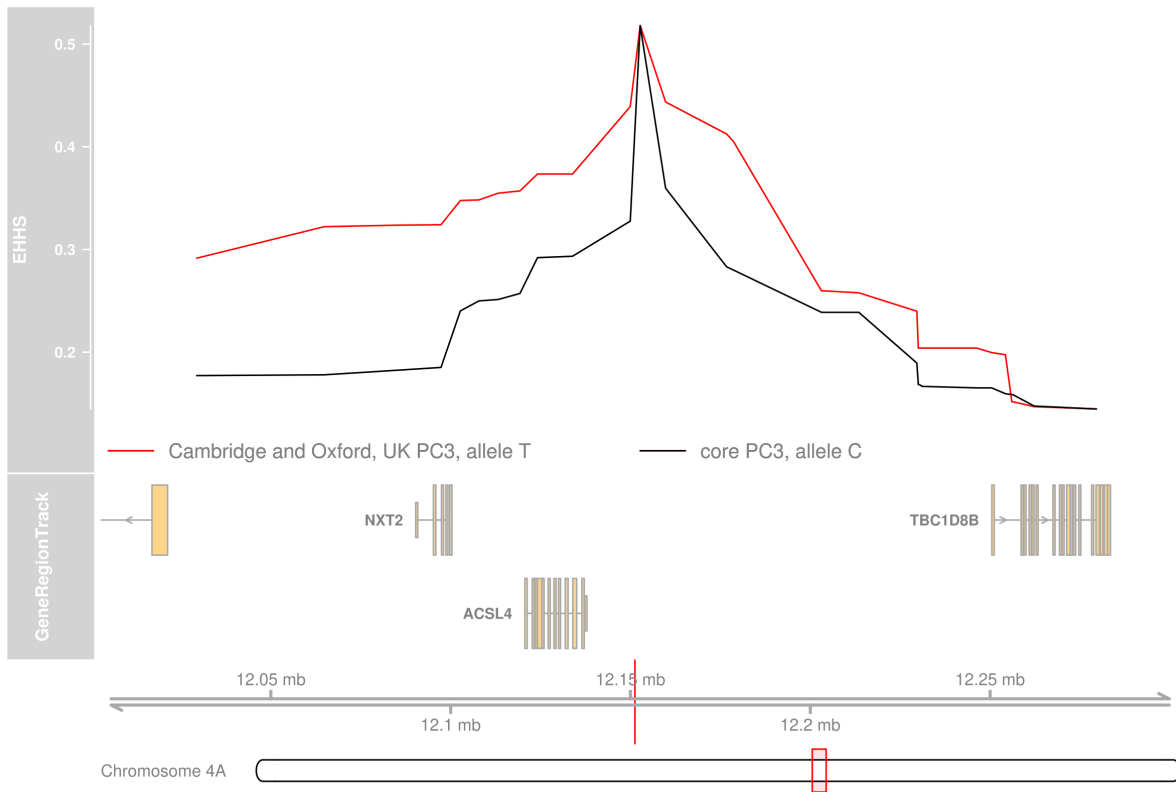 EHHS
0.5
0.4
0.3
0.2
Cambridge and Oxford, UK PC3, allele T
core PC3, allele C
GeneRegionTrack
NXT2
TBC1D8B
ACSL4
12.05 mb
12.15 mb
12.25 mb
12.1 mb
12.2 mb
Chromosome 4A